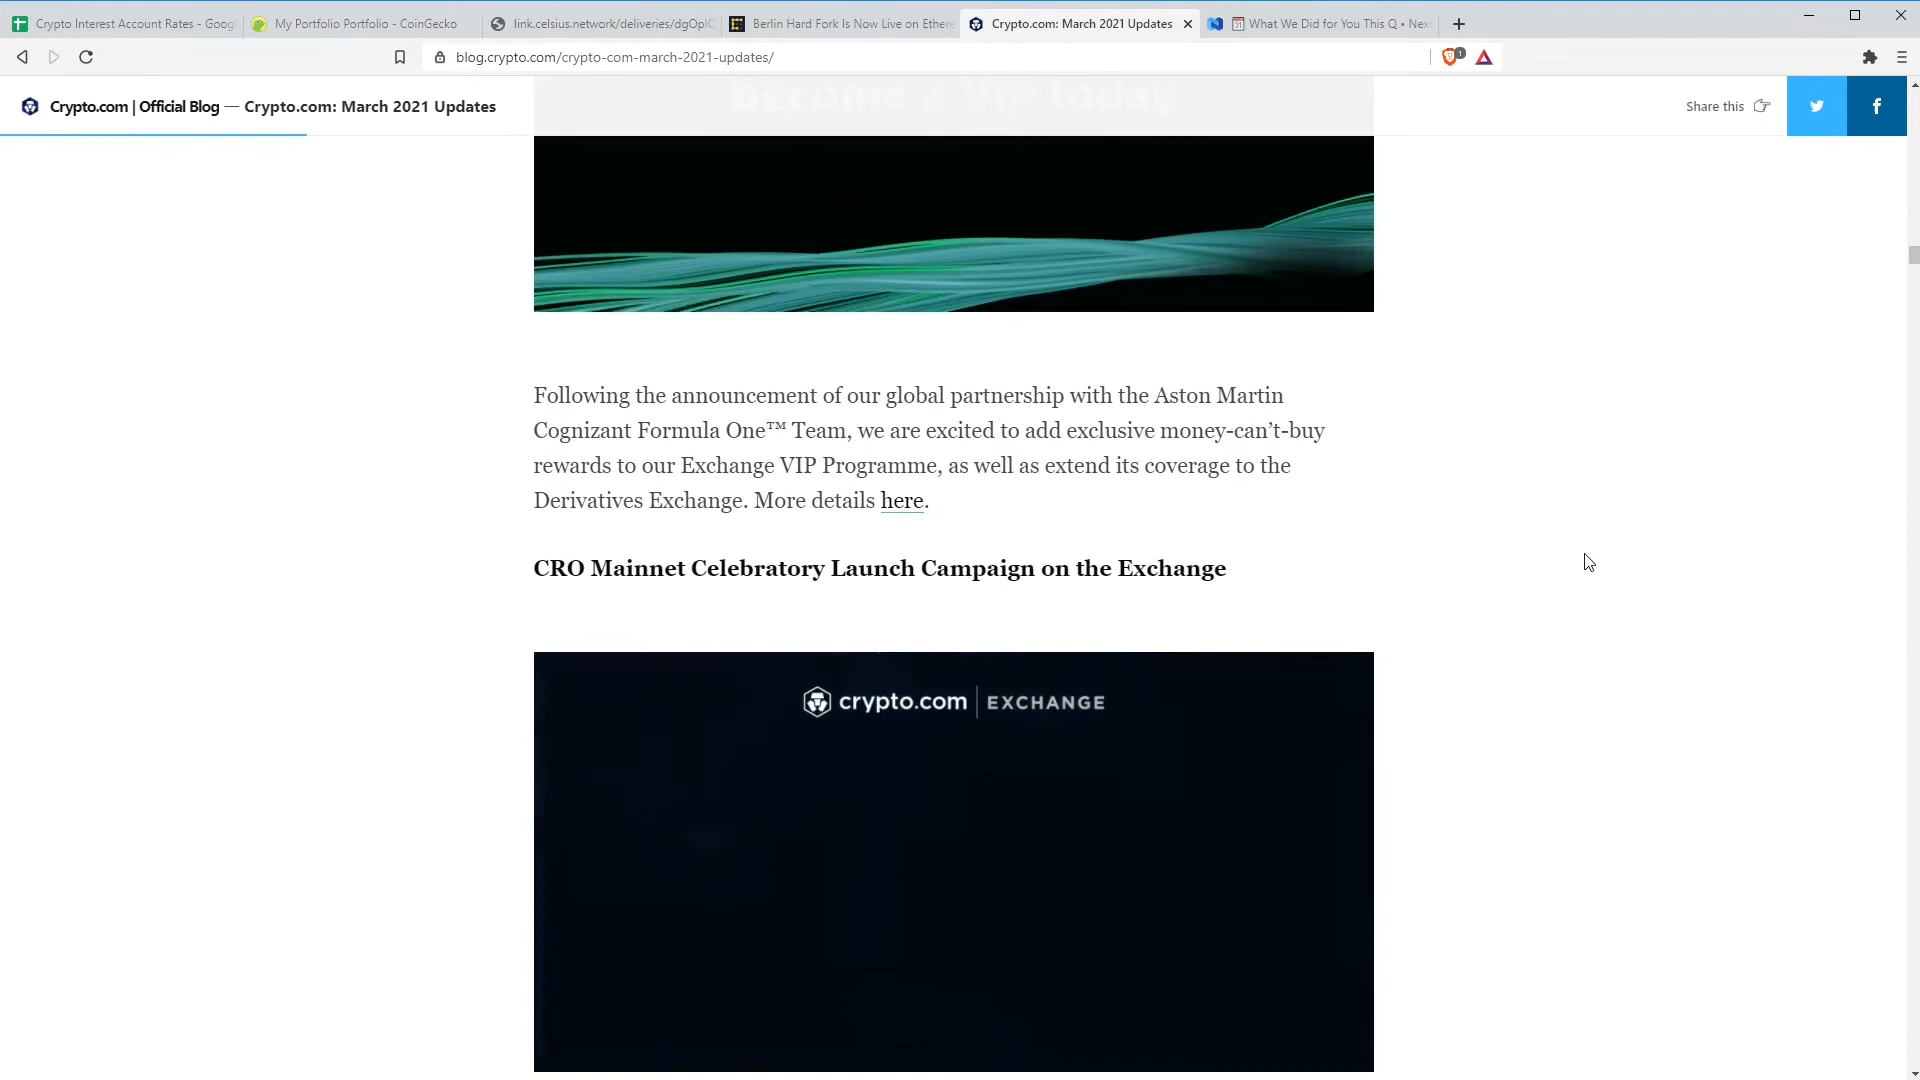 Crypto Interest Account Rates - Goog
My Portfolio Portfolio - CoinGecko
link.celsius.network/deliveries/dgOpIC
Berlin Hard Fork Is Now Live on Ethere
Crypto.com: March 2021 Updates
What We Did for You This Q • Nex
blog.crypto.com/crypto-com-march-2021-updates/
1
Crypto.com | Official Blog — Crypto.com: March 2021 Updates
Share this
become a VIP today
Following the announcement of our global partnership with the Aston Martin
Cognizant Formula One™ Team, we are excited to add exclusive money-can’t-buy
rewards to our Exchange VIP Programme, as well as extend its coverage to the
Derivatives Exchange. More details here.
CRO Mainnet Celebratory Launch Campaign on the Exchange
crypto.com | EXCHANGE